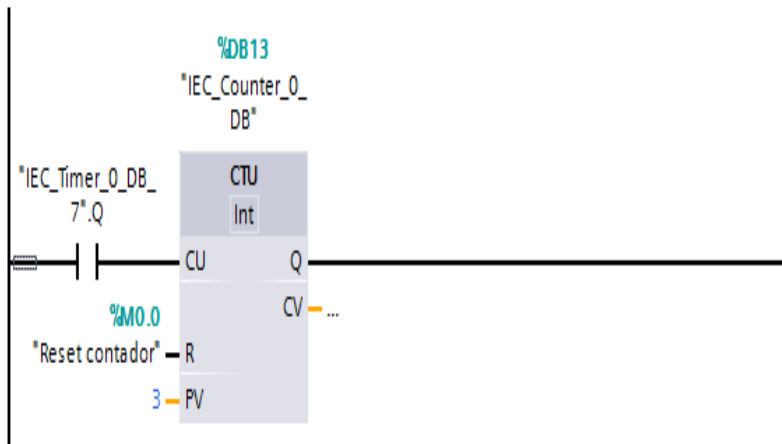 %DB13
"IEC_Counter_0_
DB"
"IEC_Timer_0_DB_
7".Q
CTU
Int
CU
Q
%M0.0
CV
...
"Reset contador"
R
3
PV